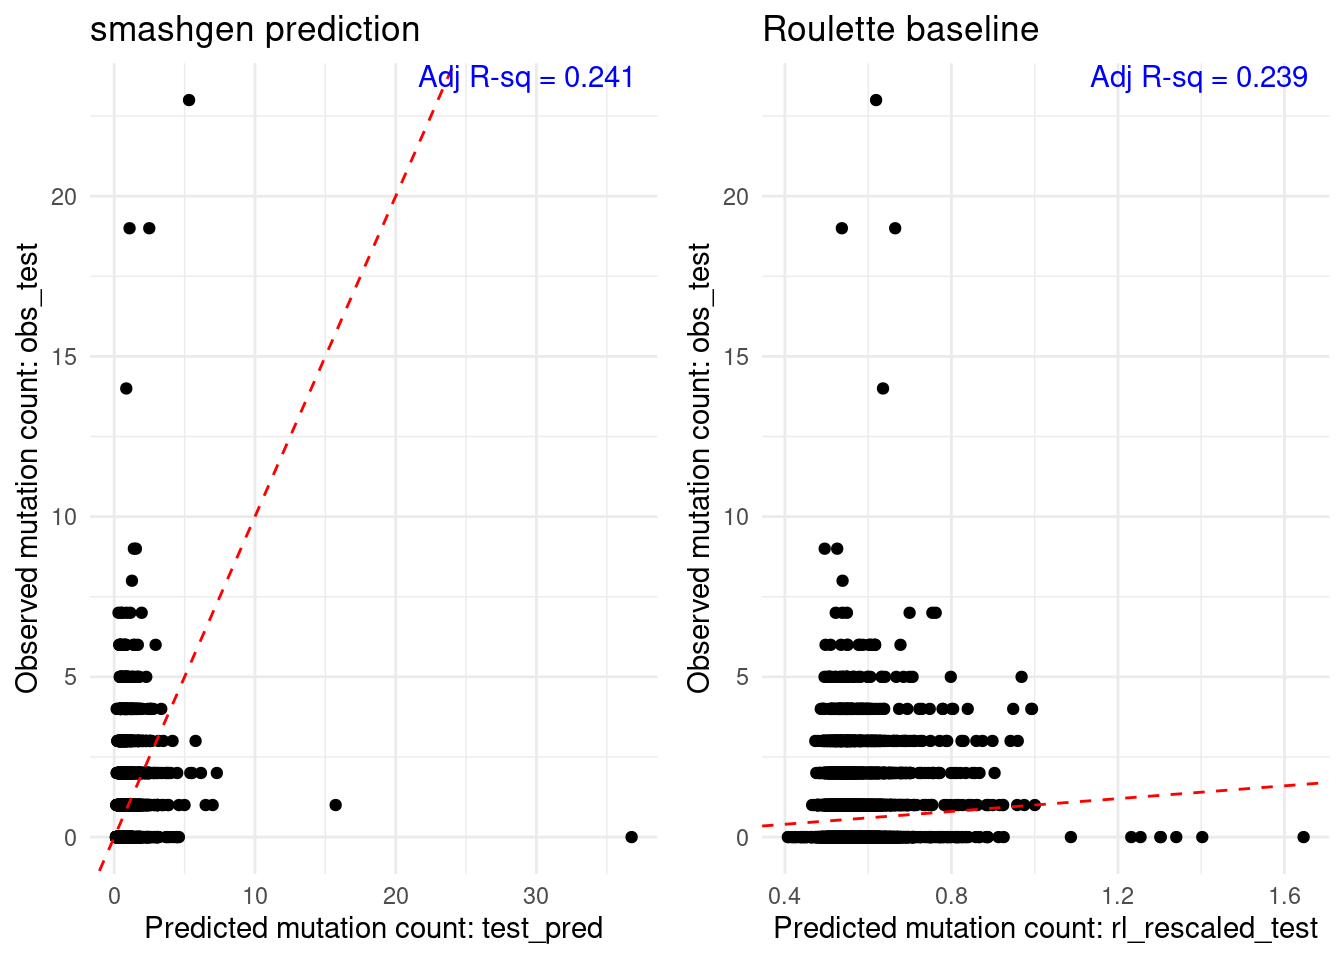 smashgen prediction
Adj R-sq = 0.241
Observed mutation count: obs_test
20
15
10
5
0
0 10 20 30
Predicted mutation count: test_pred
Roulette baseline
Adj R-sq = 0.239
Observed mutation count: obs_test
20
15
10
5
0
0.4 0.8 1.2 1.6
Predicted mutation count: rl_rescaled_test